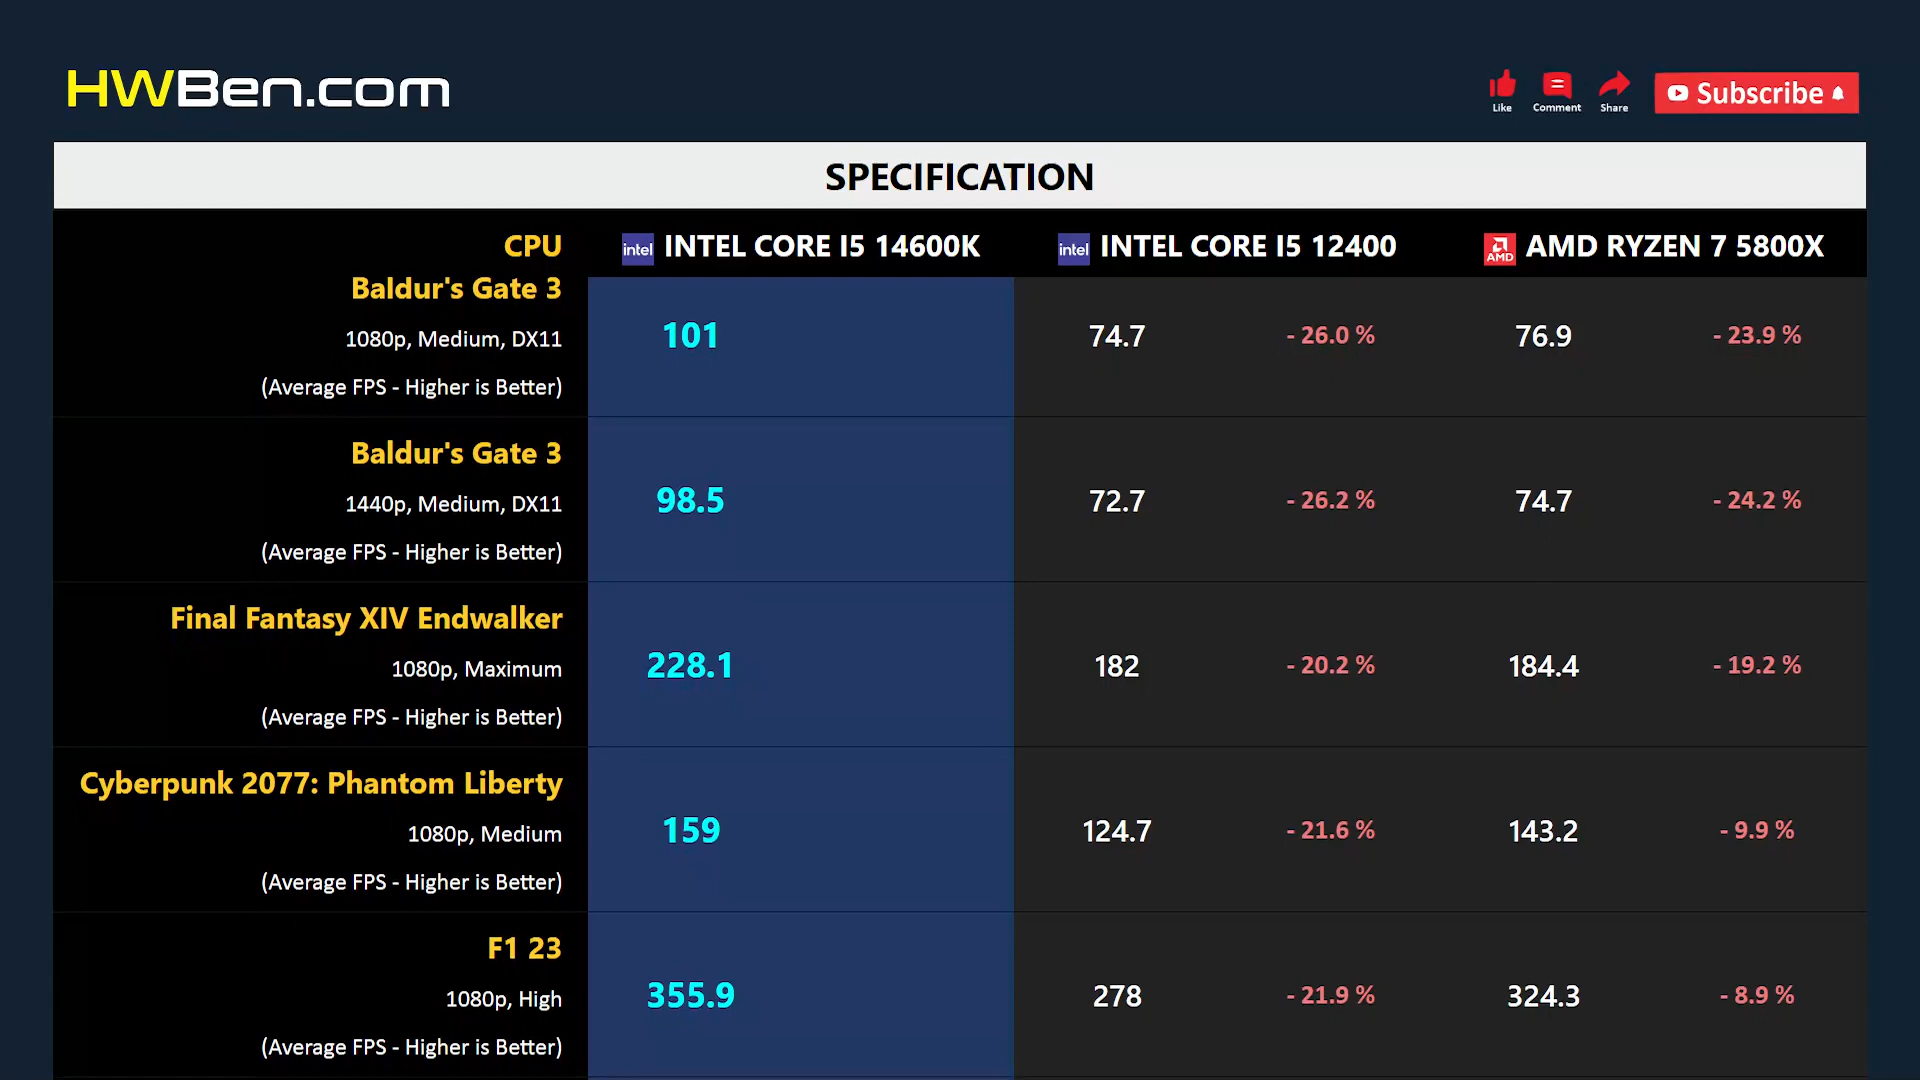 HWBen.com
Like
Comment
Share
Subscribe
SPECIFICATION
CPU
intel INTEL CORE I5 14600K
intel INTEL CORE I5 12400
AMD AMD RYZEN 7 5800X
Baldur's Gate 3
1080p, Medium, DX11
(Average FPS - Higher is Better)
101
74.7
- 26.0 %
76.9
- 23.9 %
Baldur's Gate 3
1440p, Medium, DX11
(Average FPS - Higher is Better)
98.5
72.7
- 26.2 %
74.7
- 24.2 %
Final Fantasy XIV Endwalker
1080p, Maximum
(Average FPS - Higher is Better)
228.1
182
- 20.2 %
184.4
- 19.2 %
Cyberpunk 2077: Phantom Liberty
1080p, Medium
(Average FPS - Higher is Better)
159
124.7
- 21.6 %
143.2
- 9.9 %
F1 23
1080p, High
(Average FPS - Higher is Better)
355.9
278
- 21.9 %
324.3
- 8.9 %